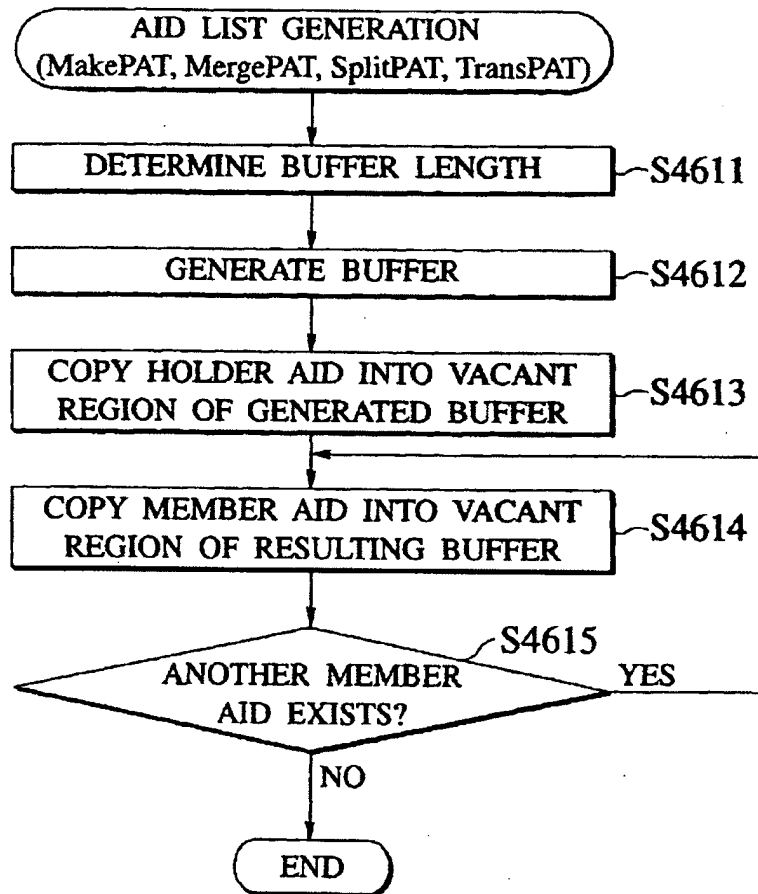 AID LIST GENERATION
(MakePAT, MergePAT, SplitPAT, TransPAT)
DETERMINE BUFFER LENGTH
S4611
GENERATE BUFFER
S4612
COPY HOLDER AID INTO VACANT
REGION OF GENERATED BUFFER
S4613
COPY MEMBER AID INTO VACANT
REGION OF RESULTING BUFFER
S4614
S4615
ANOTHER MEMBER
AID EXISTS?
YES
NO
END